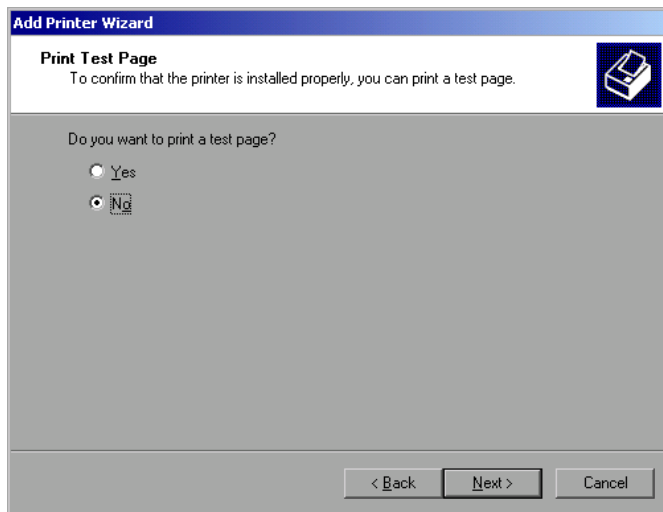 Add Printer Wizard
Print Test Page
To confirm that the printer is installed properly, you can print a test page.
Do you want to print a test page?
Yes
No
< Back
Next >
Cancel